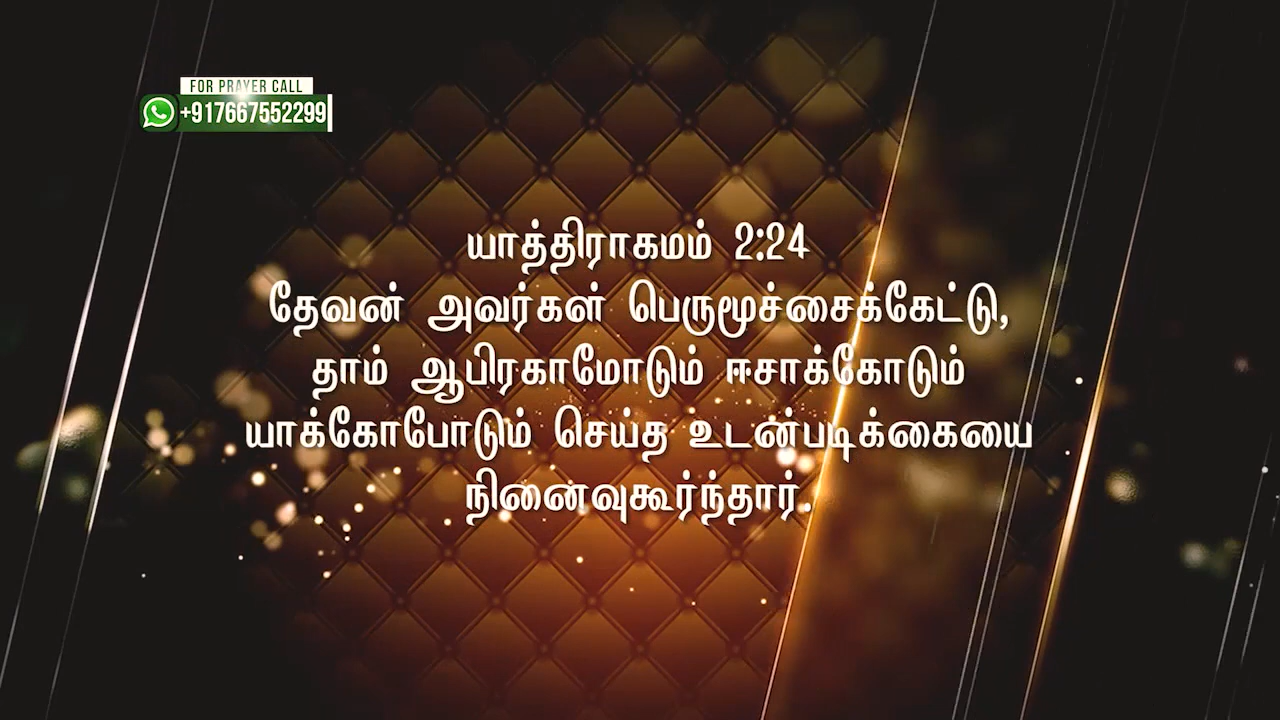 FOR PRAYER CALL
+917667552299
யாத்திராகமம் 2:24
தேவன் அவர்கள் பெருமூச்சைக்கேட்டு,
தாம் ஆபிரகாமோடும் ஈசாக்கோடும்
யாக்கோபோடும் செய்த உடன்படிக்கையை
நினைவுகூர்ந்தார்.